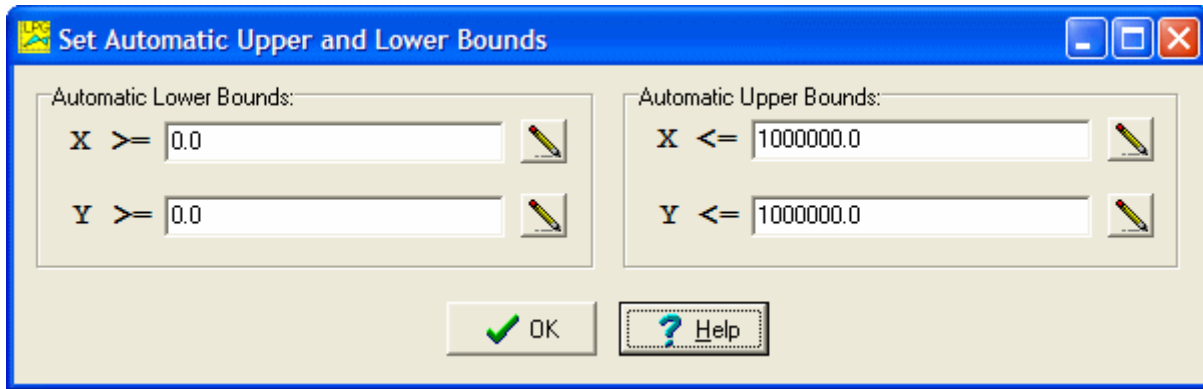 LPG
Set Automatic Upper and Lower Bounds
Automatic Lower Bounds:
X >= 0.0
Y >= 0.0
Automatic Upper Bounds:
X <= 1000000.0
Y <= 1000000.0
OK
? Help